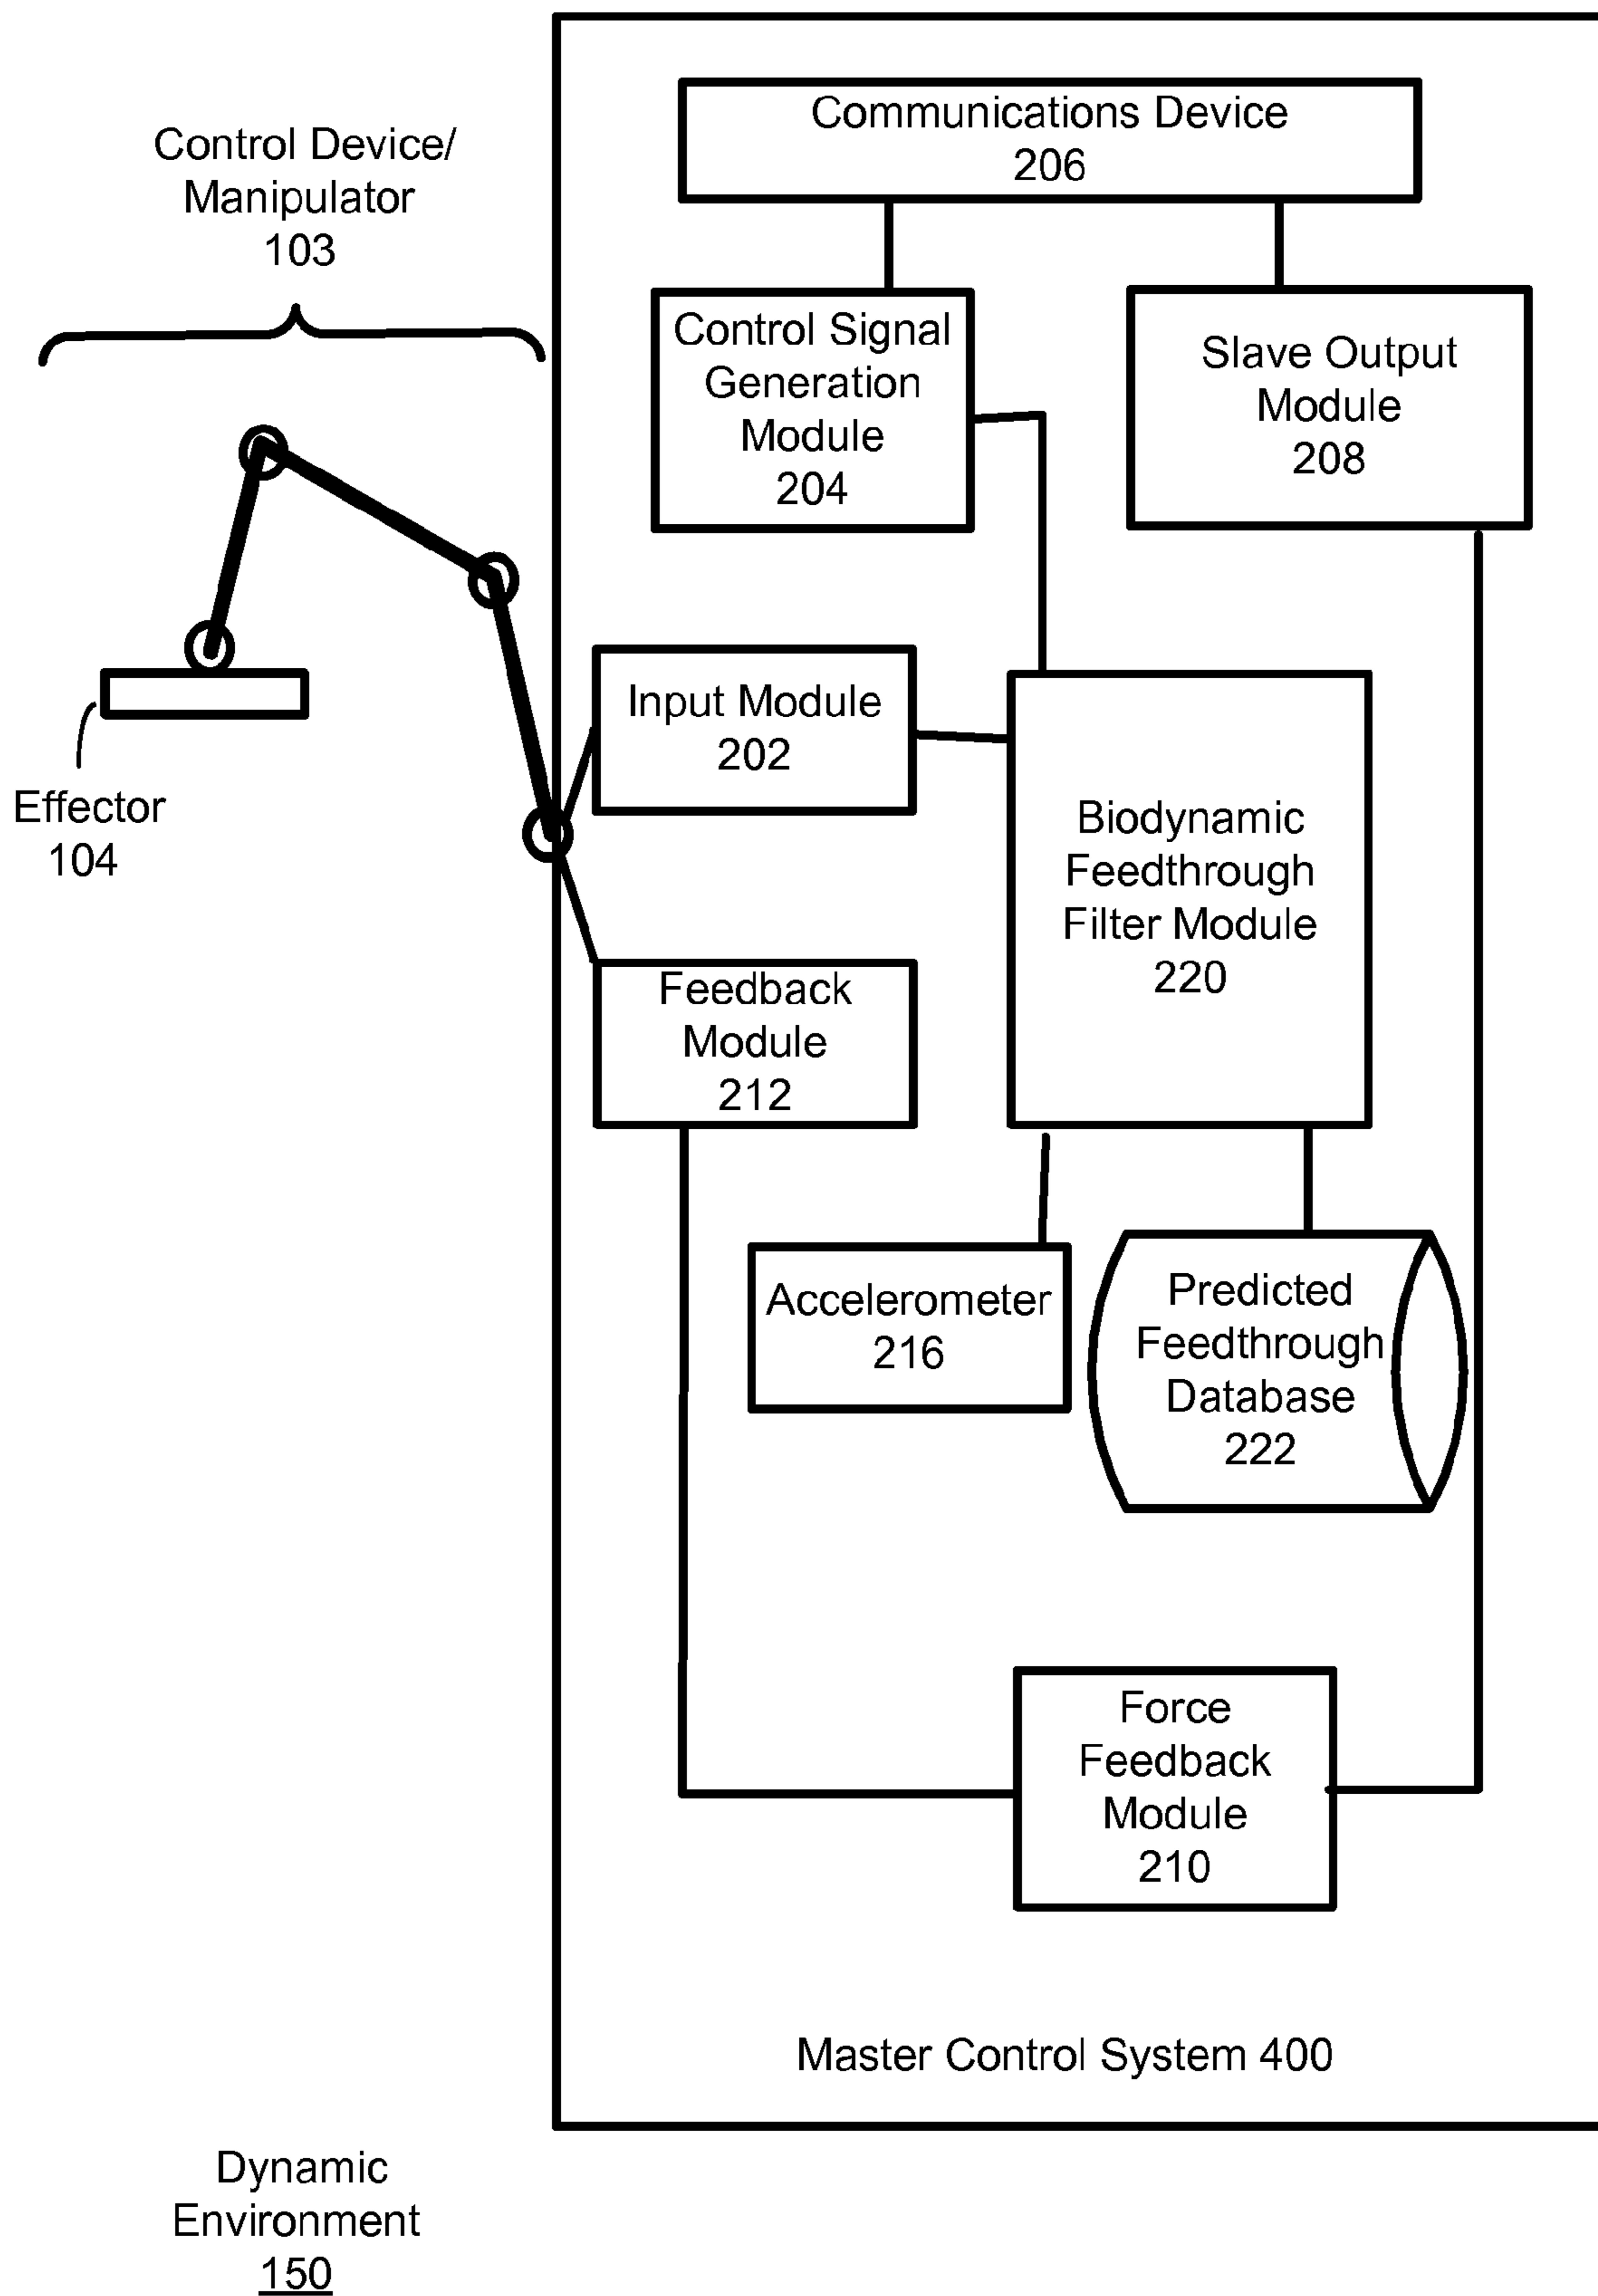 Communications Device
206
Control Device/
Manipulator
103
Control Signal
Generation
Module
204
Slave Output
Module
208
Input Module
202
Effector
104
Biodynamic
Feedthrough
Filter Module
220
Feedback
Module
212
Accelerometer
216
Predicted
Feedthrough
Database
222
Force
Feedback
Module
210
Master Control System 400
Dynamic
Environment
150